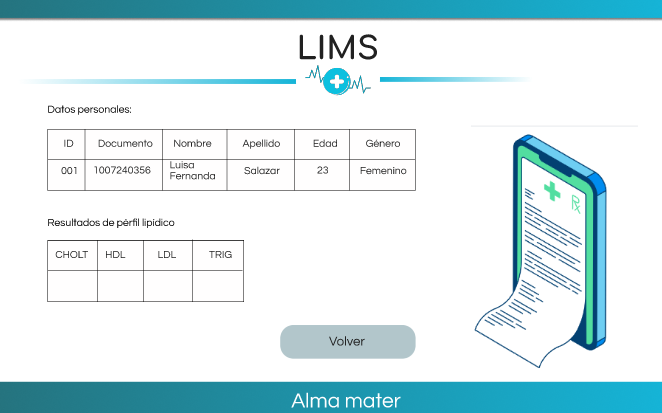 LIMS
Datos personales:
ID Documento Nombre Apellido Edad Género
001 1007240356 Luisa Fernanda Salazar 23 Femenino
Resultados de pérfil lipídico
CHOLT HDL LDL TRIG
Rx
Volver
Alma mater